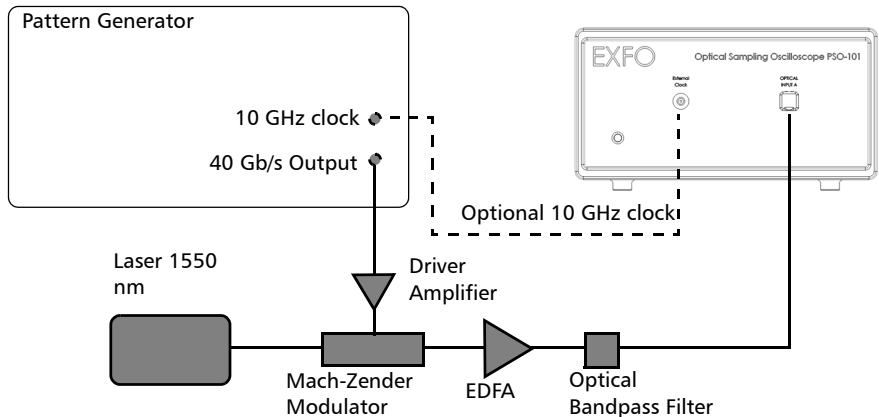 Pattern Generator
10 GHz clock
40 Gb/s Output
EXFO
Optical Sampling Oscilloscope PSO-101
External
Clock
OPTICAL
INPUT A
Optional 10 GHz clock
Laser 1550
nm
Driver
Amplifier
Mach-Zender
Modulator
EDFA
Optical
Bandpass Filter